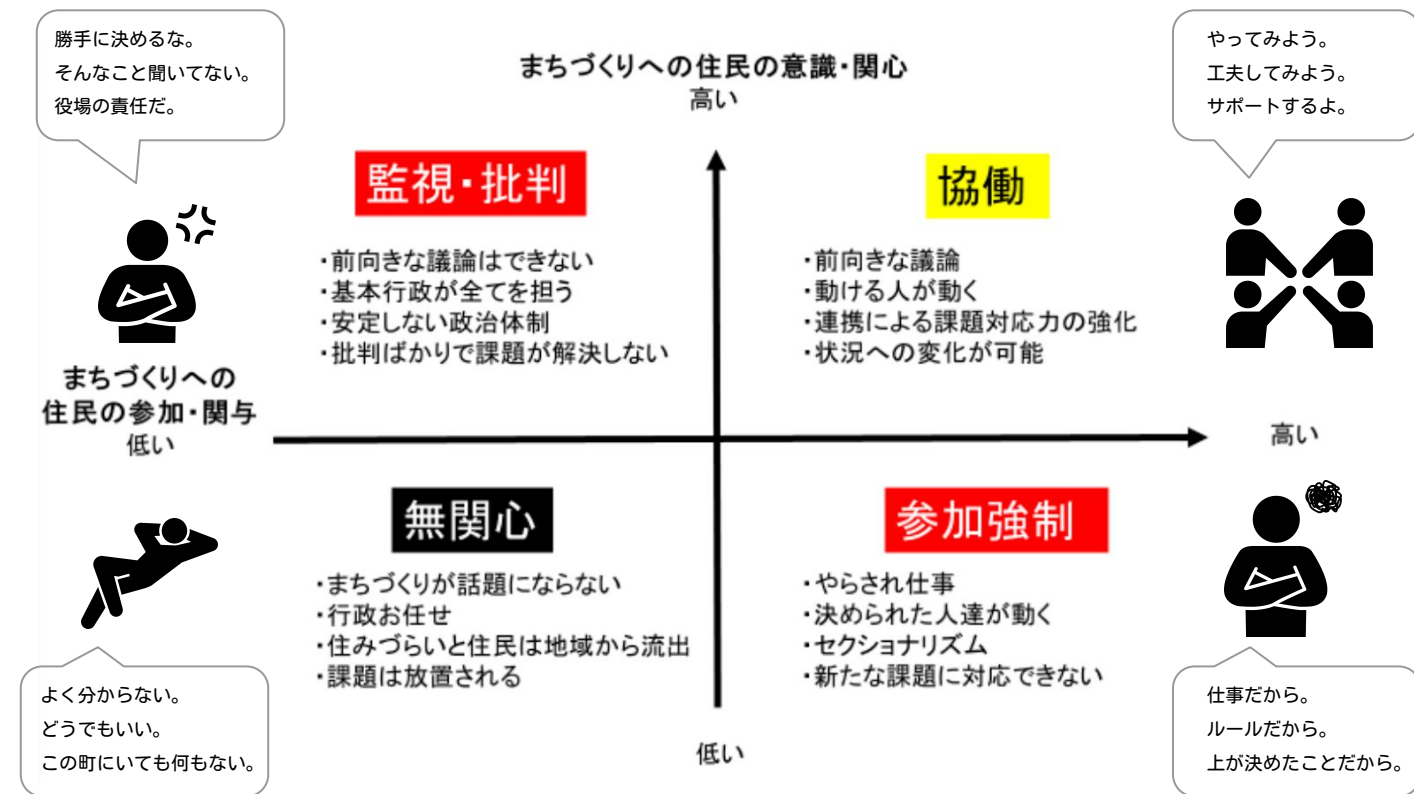 勝手に決めるな。
そんなこと聞いてない。
役場の責任だ。
まちづくりへの住民の意識・関心
高い
やってみよう。
工夫してみよう。
サポートするよ。
監視・批判
・前向きな議論はできない
・基本行政が全てを担う
・安定しない政治体制
・批判ばかりで課題が解決しない
協働
・前向きな議論
・動ける人が動く
・連携による課題対応力の強化
・状況への変化が可能
まちづくりへの
住民の参加・関与
低い
高い
無関心
・まちづくりが話題にならない
・行政お任せ
・住みづらいと住民は地域から流出
・課題は放置される
参加強制
・やらされ仕事
・決められた人達が動く
・セクショナリズム
・新たな課題に対応できない
よく分からない。
どうでもいい。
この町にいても何もない。
低い
仕事だから。
ルールだから。
上が決めたことだから。